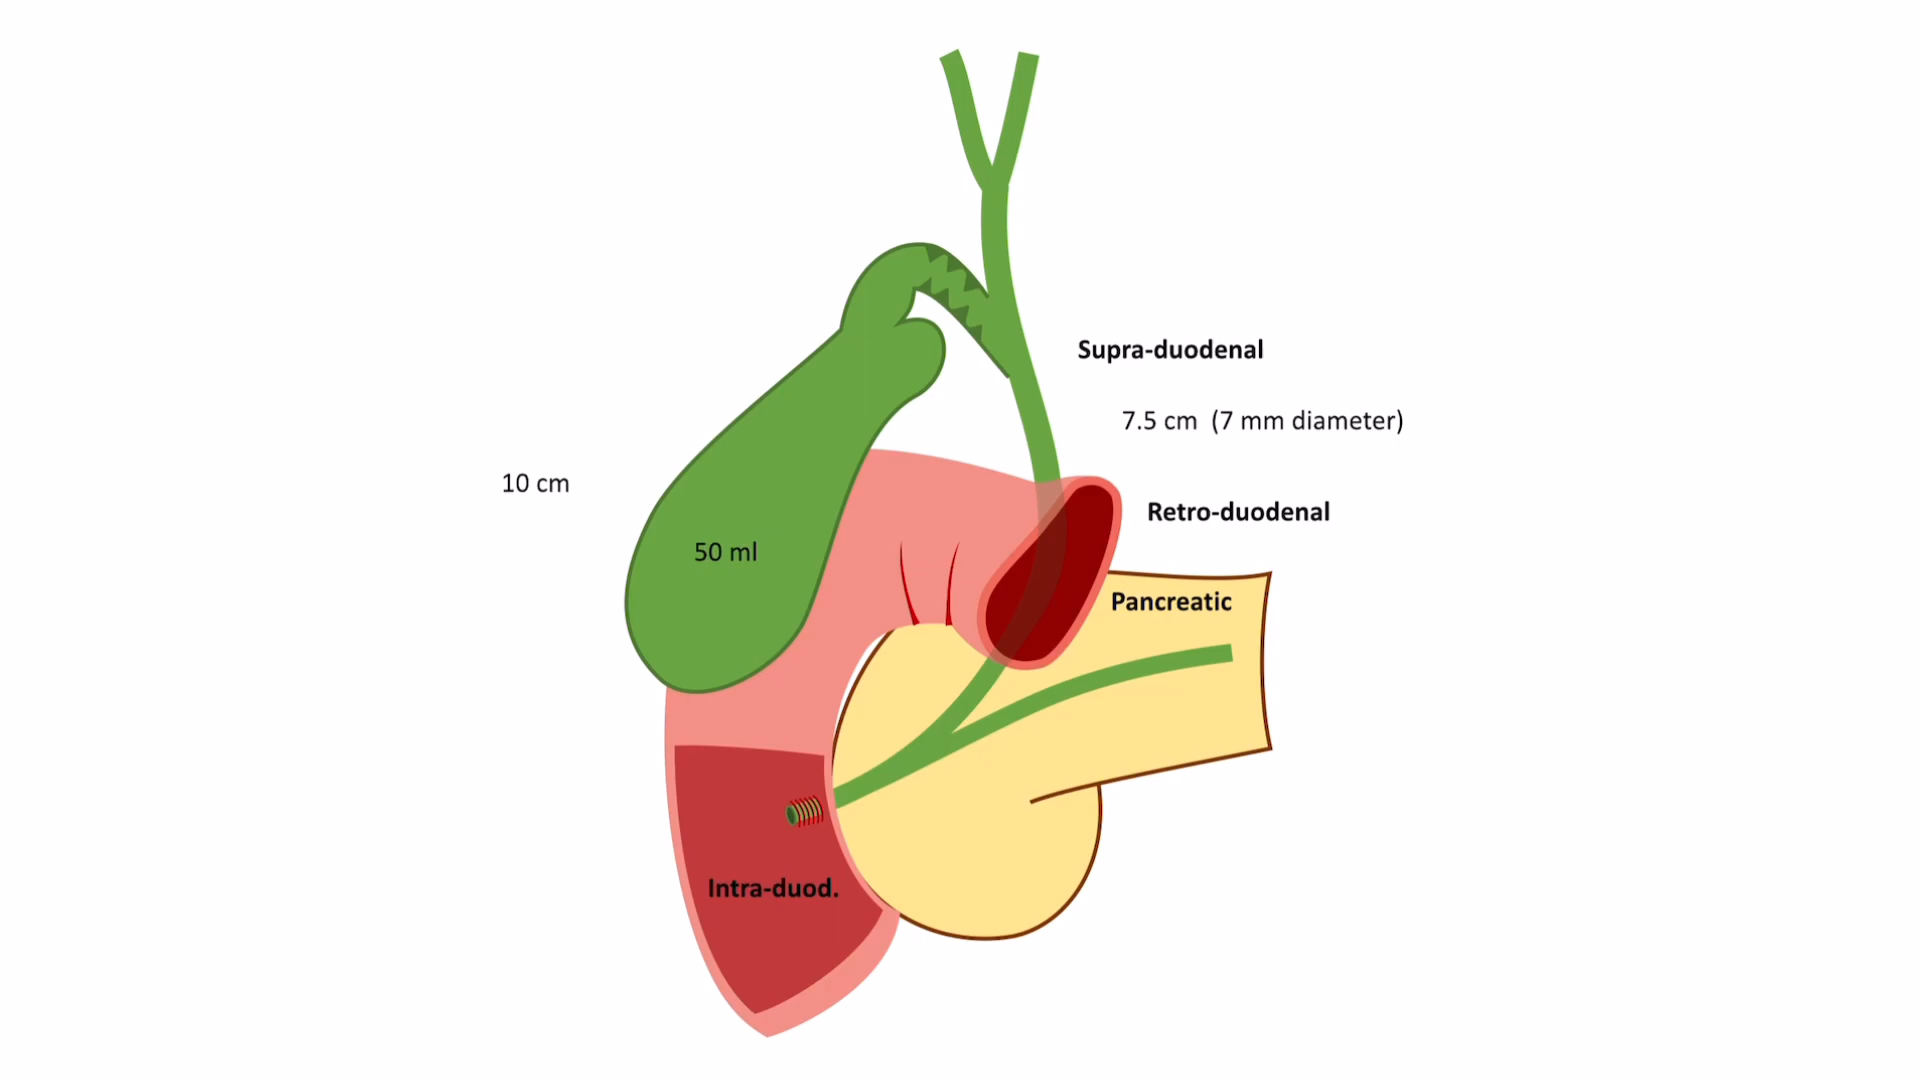 Supra-duodenal
7.5 cm (7 mm diameter)
10 cm
Retro-duodenal
50 ml
Pancreatic
Intra-duod.